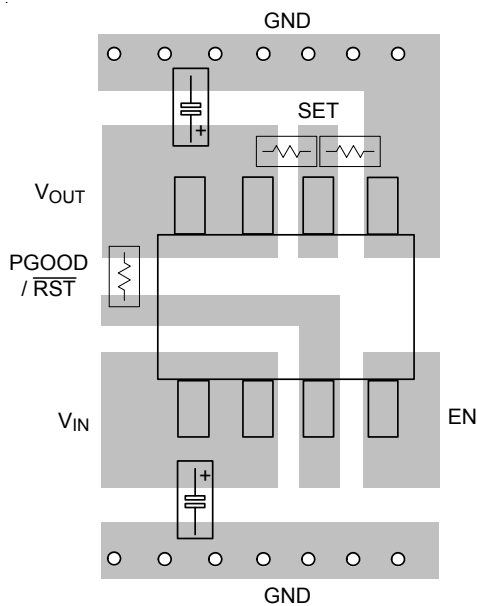 GND
+
SET
VOUT
PGOOD
/ RST
VIN
EN
+
GND